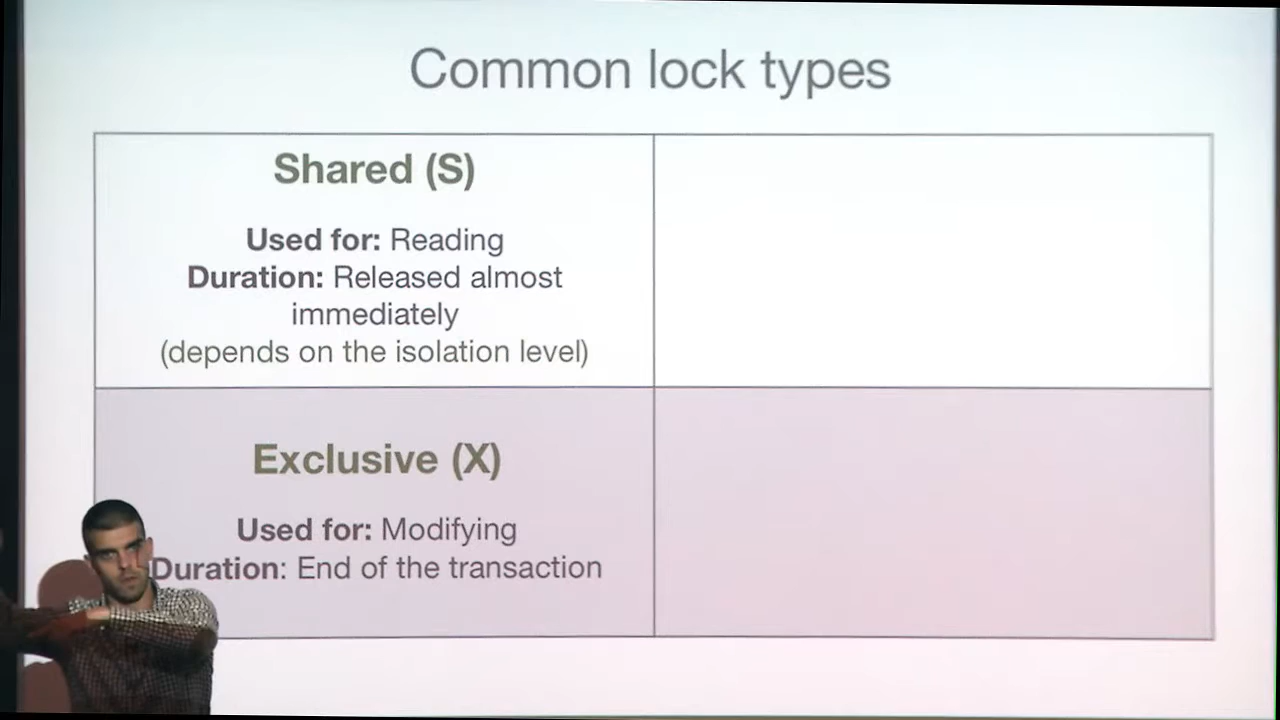 Common lock types
Shared (S)
Used for: Reading
Duration: Released almost
immediately
(depends on the isolation level)
Exclusive (X)
Used for: Modifying
Duration: End of the transaction